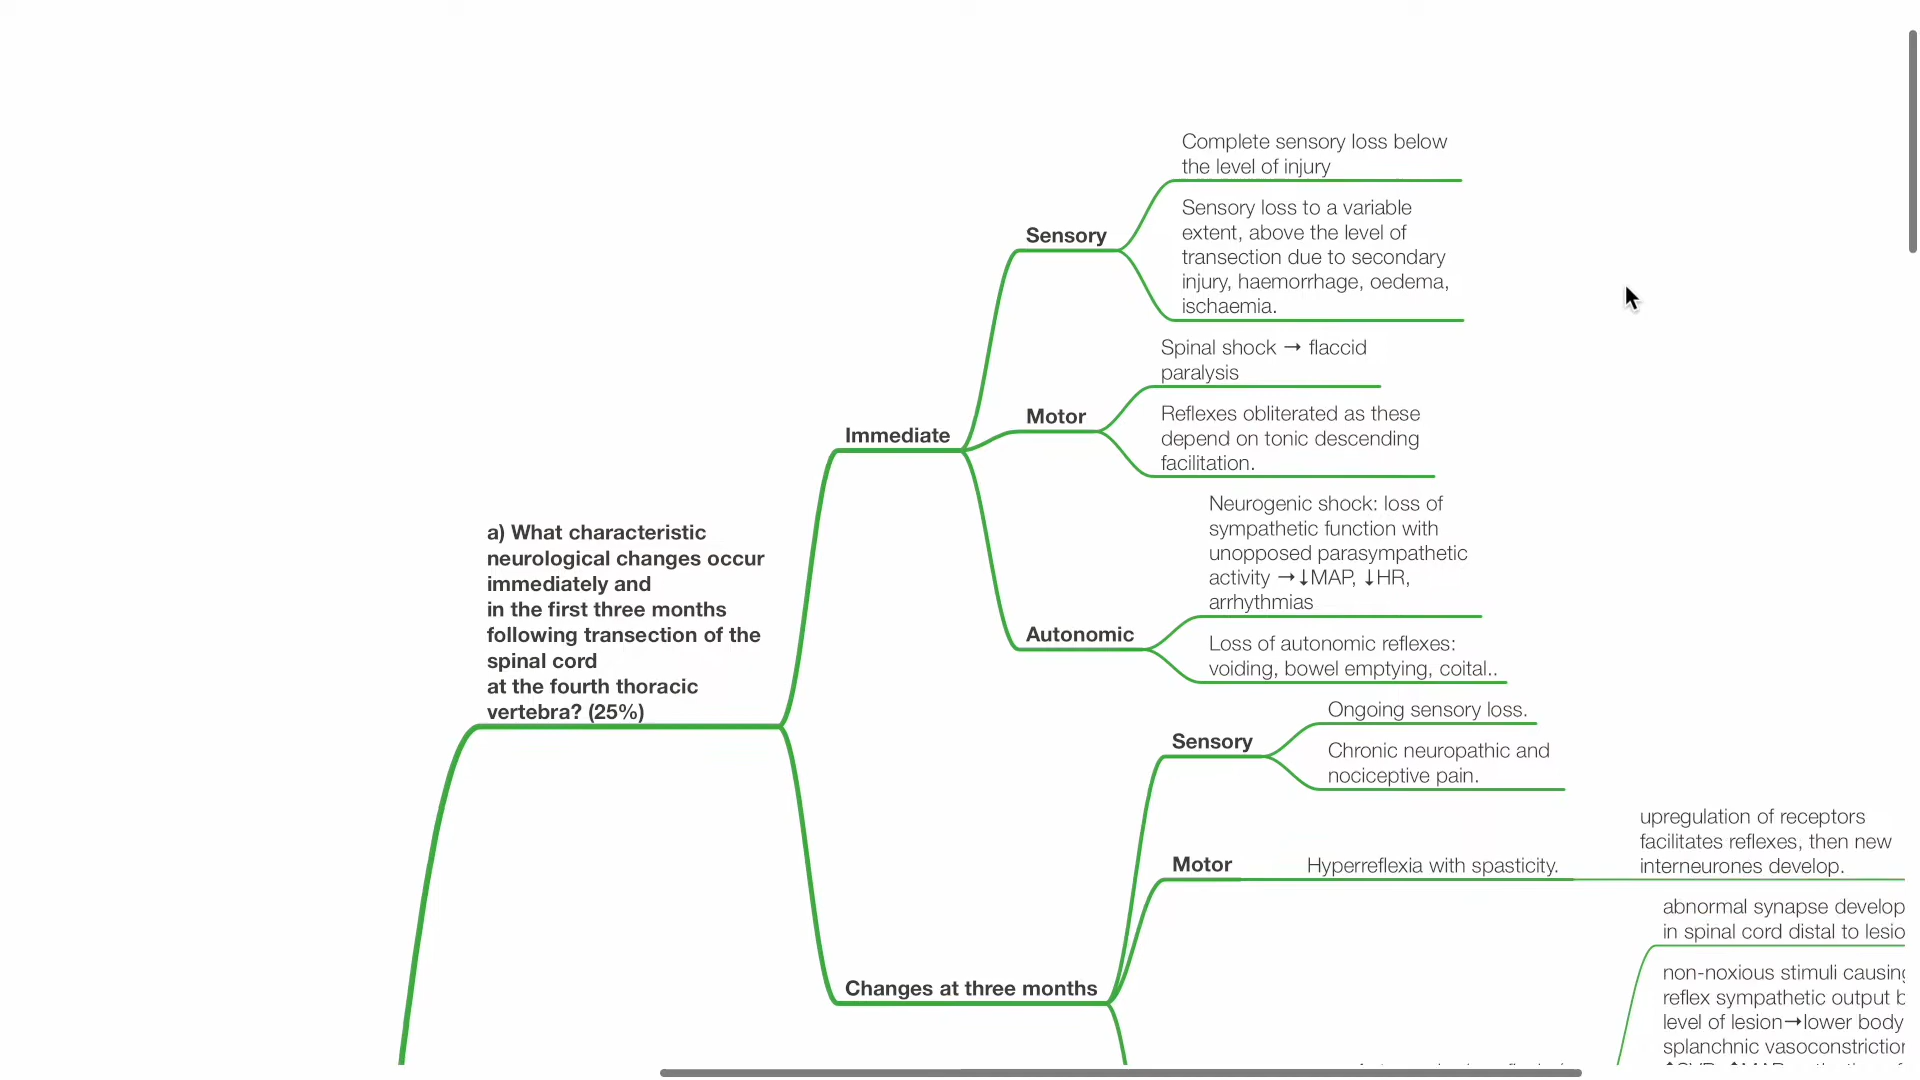 Complete sensory loss below
the level of injury
Sensory loss to a variable
extent, above the level of
transection due to secondary
injury, haemorrhage, oedema,
ischaemia.
Sensory
Spinal shock → flaccid
paralysis
Motor
Reflexes obliterated as these
depend on tonic descending
facilitation.
Immediate
Neurogenic shock: loss of
sympathetic function with
unopposed parasympathetic
activity →↓MAP, ↓HR,
arrhythmias
Autonomic
Loss of autonomic reflexes:
voiding, bowel emptying, coital..
a) What characteristic
neurological changes occur
immediately and
in the first three months
following transection of the
spinal cord
at the fourth thoracic
vertebra? (25%)
Ongoing sensory loss.
Sensory
Chronic neuropathic and
nociceptive pain.
Motor
Hyperreflexia with spasticity.
upregulation of receptors
facilitates reflexes, then new
interneurones develop.
Changes at three months
abnormal synapse develop
in spinal cord distal to lesio
non-noxious stimuli causing
reflex sympathetic output b
level of lesion→lower body
splanchnic vasoconstriction